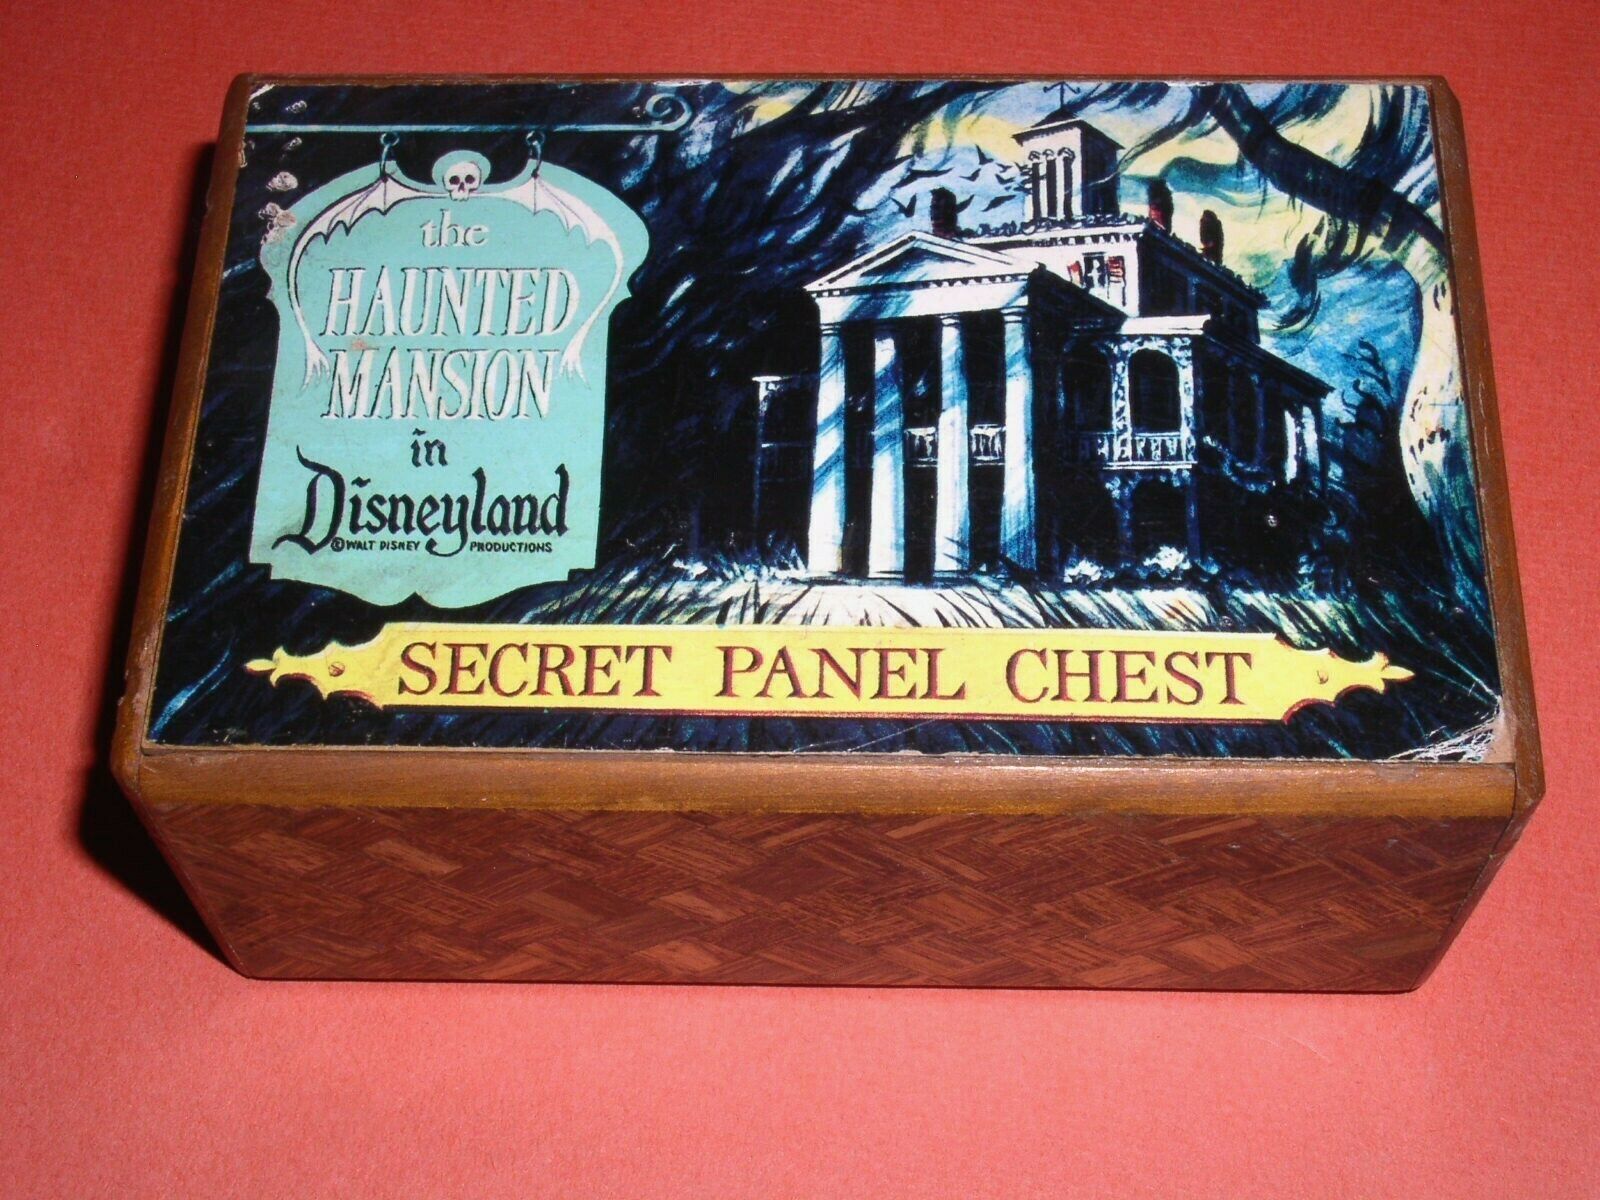 the
HAUNTED
MANSION
in
Disneyland
© WALT DISNEY PRODUCTIONS
SECRET PANEL CHEST